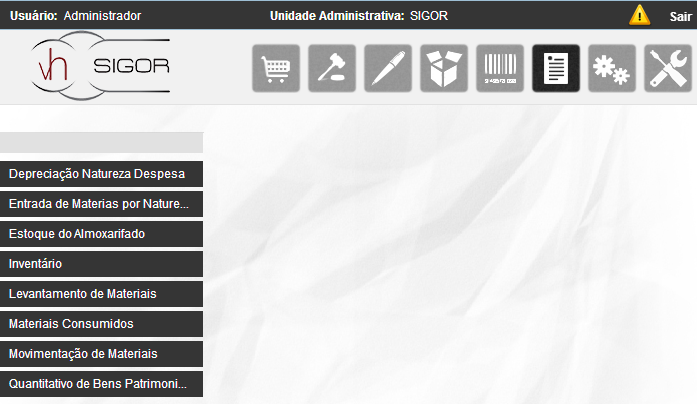 Usuário: Administrador Unidade Administrativa: SIGOR Sair
vh SIGOR
Depreciação Natureza Despesa
Entrada de Materias por Nature...
Estoque do Almoxarifado
Inventário
Levantamento de Materiais
Materiais Consumidos
Movimentação de Materiais
Quantitativo de Bens Patrimoni...